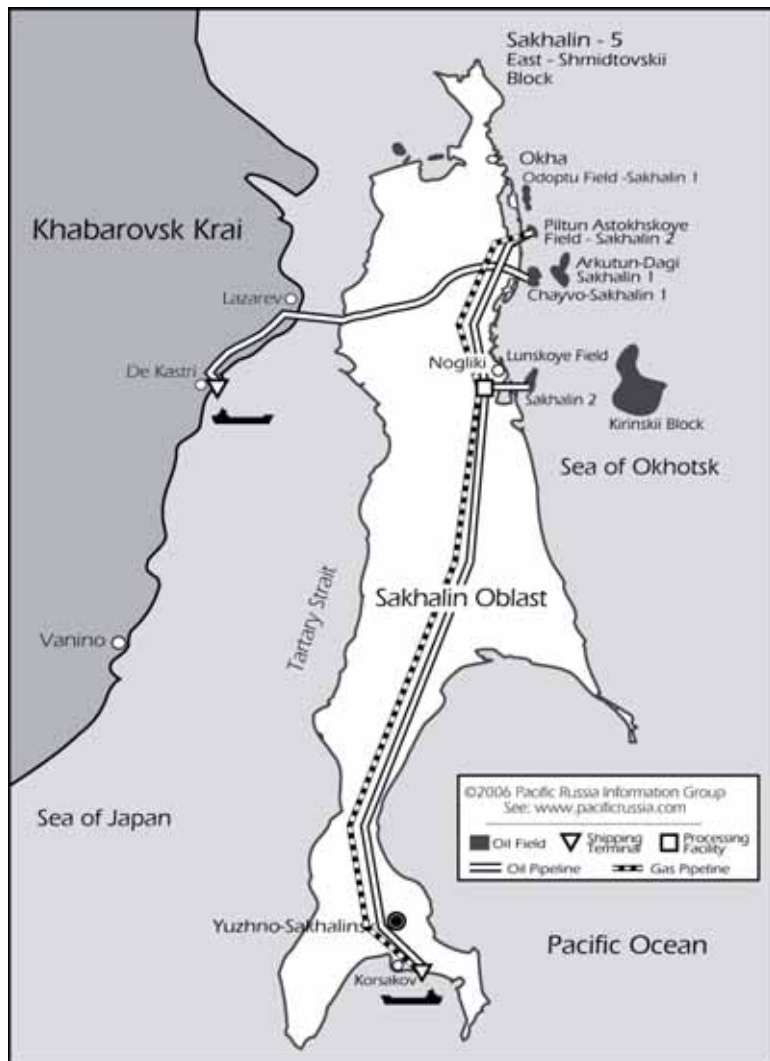 Sakhalin - 5
East - Shmidtovskii
Block
Okha
Odoptu Field -Sakhalin 1
Khabarovsk Krai
Piltun Astokhskoye
Field - Sakhalin 2
Arkutun-Dagi
Sakhalin 1
Chayvo-Sakhalin 1
Lazarev
Nogliki
Lunskoye Field
De Kastri
Sakhalin 2
Kirinskii Block
Sea of Okhotsk
Tartary Strait
Sakhalin Oblast
Vanino
Sea of Japan
©2006 Pacific Russia Information Group
See: www.pacificrussia.com
Oil Field
Shipping
Terminal
Processing
Facility
Oil Pipeline
Gas Pipeline
Yuzhno-Sakhalinsk
Pacific Ocean
Korsakov